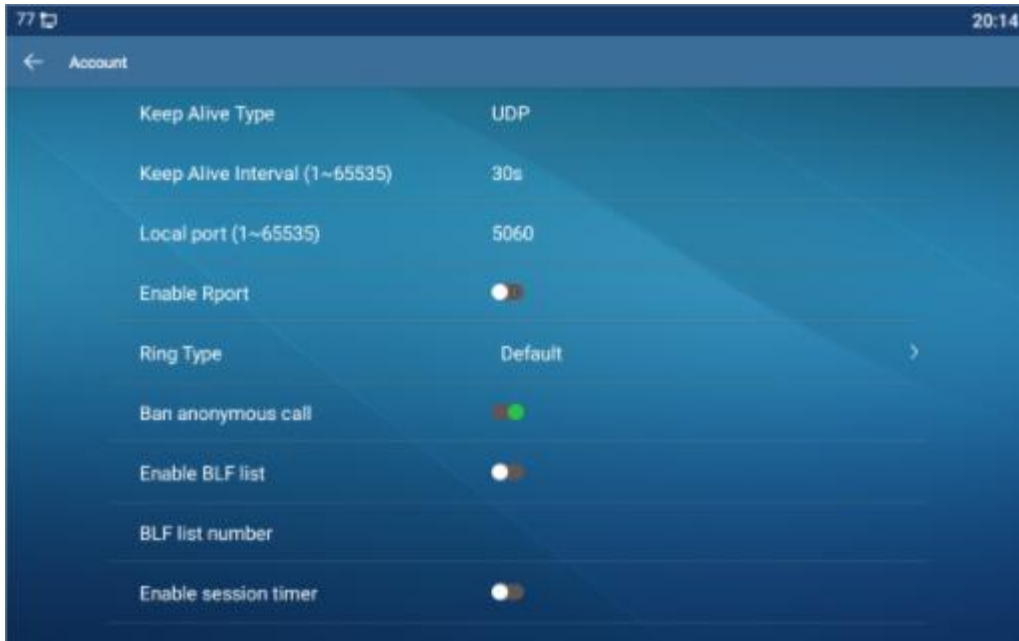 77 20:14
Account
Keep Alive Type UDP
Keep Alive Interval (1~65535) 30s
Local port (1~65535) 5060
Enable Rport
Ring Type Default
Ban anonymous call
Enable BLF list
BLF list number
Enable session timer